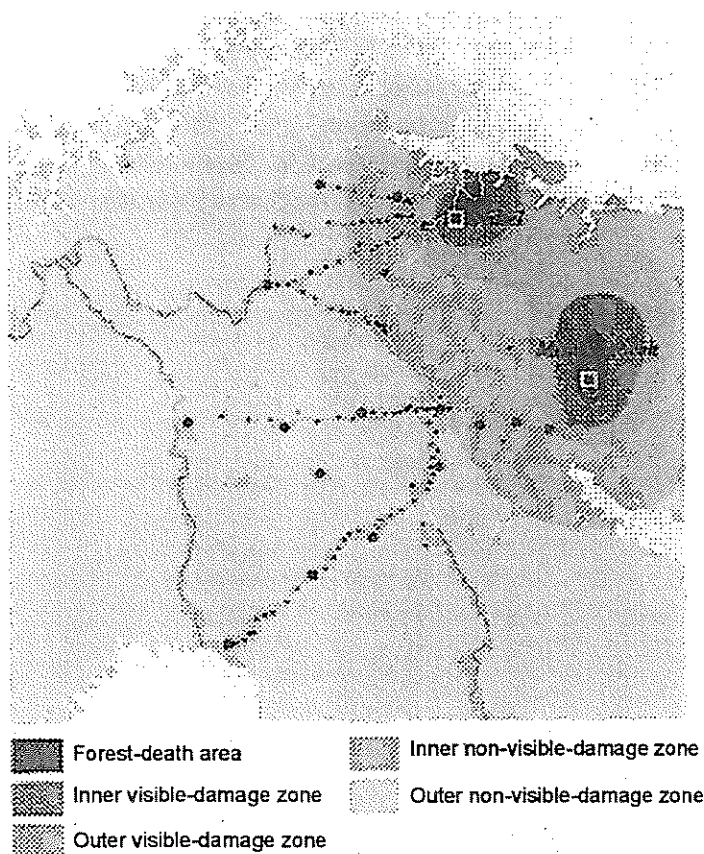 Forest-death area
Inner visible-damage zone
Outer visible-damage zone
Inner non-visible-damage zone
Outer non-visible-damage zone